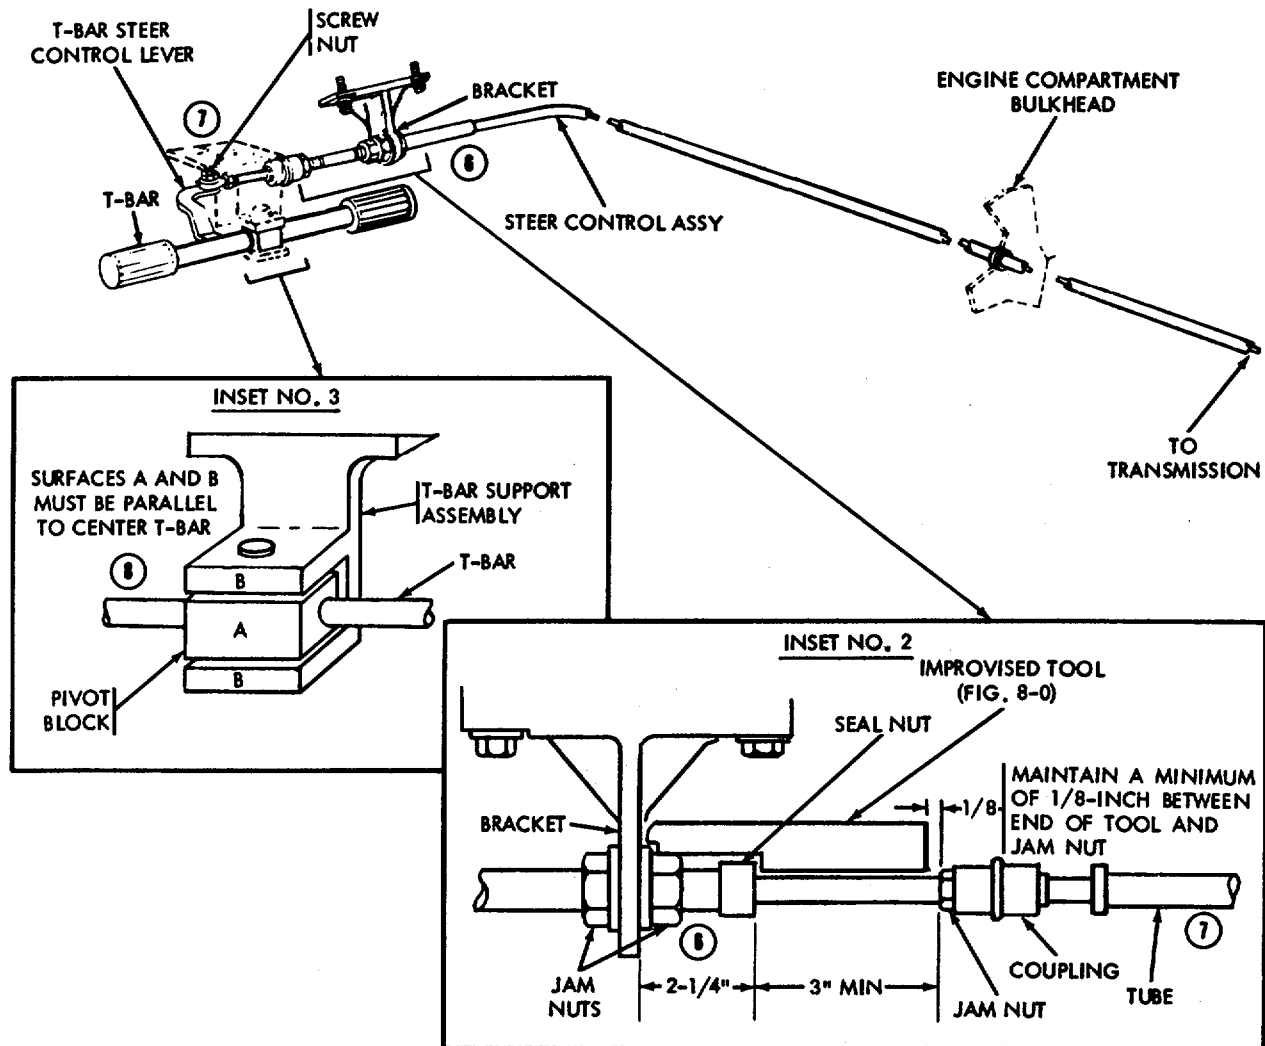 T-BAR STEER
CONTROL LEVER
SCREW
NUT
BRACKET
ENGINE COMPARTMENT
BULKHEAD
7
6
T-BAR
STEER CONTROL ASSY
TO
TRANSMISSION
INSET NO. 3
SURFACES A AND B
MUST BE PARALLEL
TO CENTER T-BAR
T-BAR SUPPORT
ASSEMBLY
8
T-BAR
B
A
B
PIVOT
BLOCK
INSET NO. 2
IMPROVISED TOOL
(FIG. 8-0)
SEAL NUT
BRACKET
1/8
MAINTAIN A MINIMUM
OF 1/8-INCH BETWEEN
END OF TOOL AND
JAM NUT
6
7
JAM
NUTS
2-1/4"
3" MIN
COUPLING
JAM NUT
TUBE